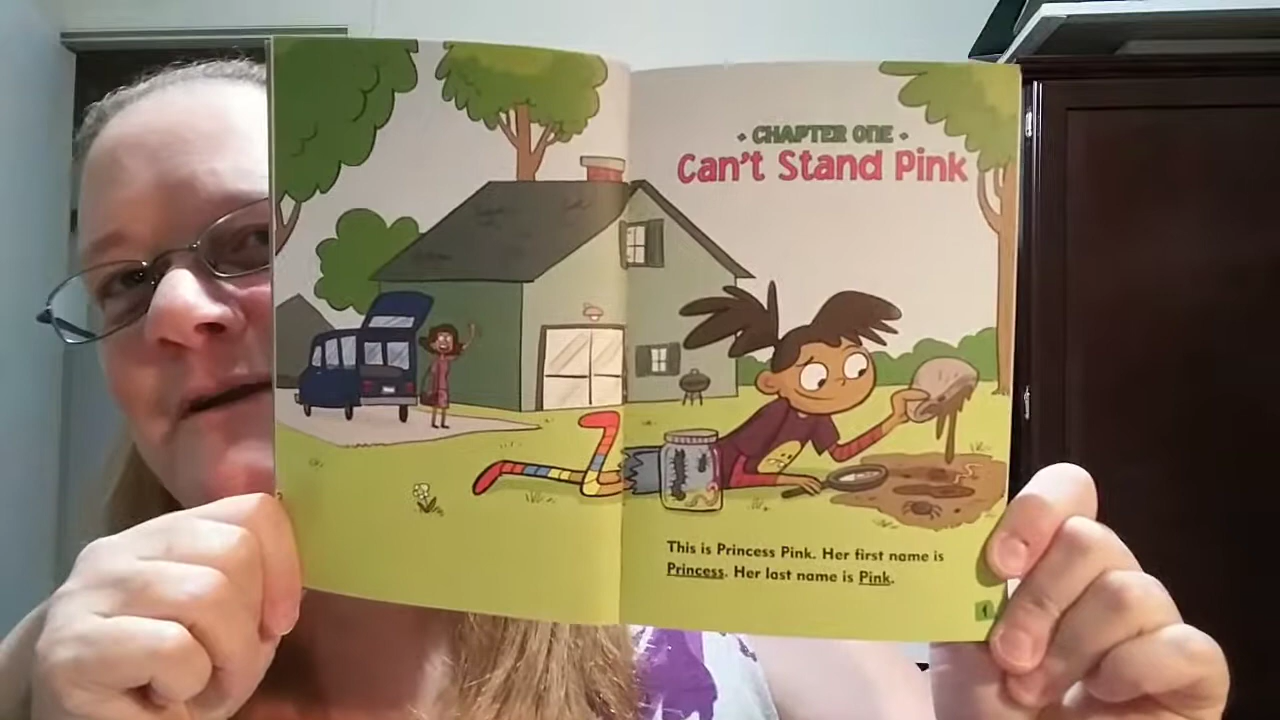 • CHAPTER ONE •
Can't Stand Pink
This is Princess Pink. Her first name is
Princess. Her last name is Pink.
1